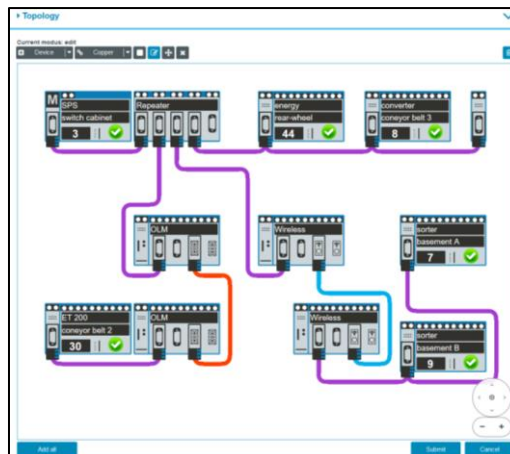 Topology
Current modus: edit
Device
Copper
M
SPS
switch cabinet
3
Repeater
energy
rear-wheel
44
converter
coneyor belt 3
8
OLM
Wireless
sorter
basement A
7
ET 200
coneyor belt 2
30
OLM
Wireless
sorter
basement B
9
Add all
Submit
Cancel